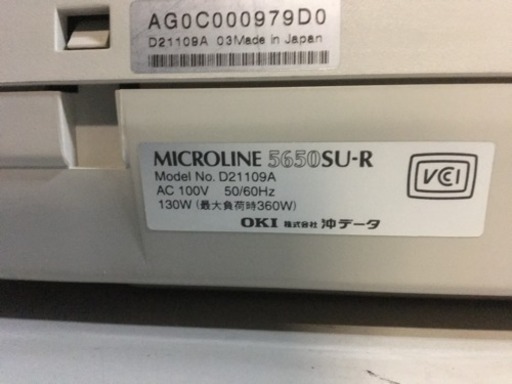 AG0C000979D0
D21109A 03Made in Japan
MICROLINE 5650SU-R
Model No. D21109A
AC 100V 50/60Hz
130W (最大負荷時360W)
OKI 株式会社 沖データ
VCCI